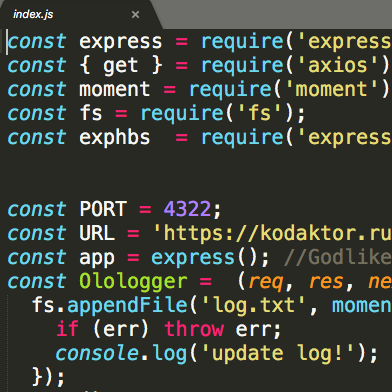 index.js ×
const express = require('express
const { get } = require('axios')
const moment = require('moment')
const fs = require('fs');
const exphbs = require('express
const PORT = 4322;
const URL = 'https://kodaktor.ru
const app = express(); //Godlike
const Olologger = (req, res, ne
fs.appendFile('log.txt', momen
if (err) throw err;
console.log('update log!');
});